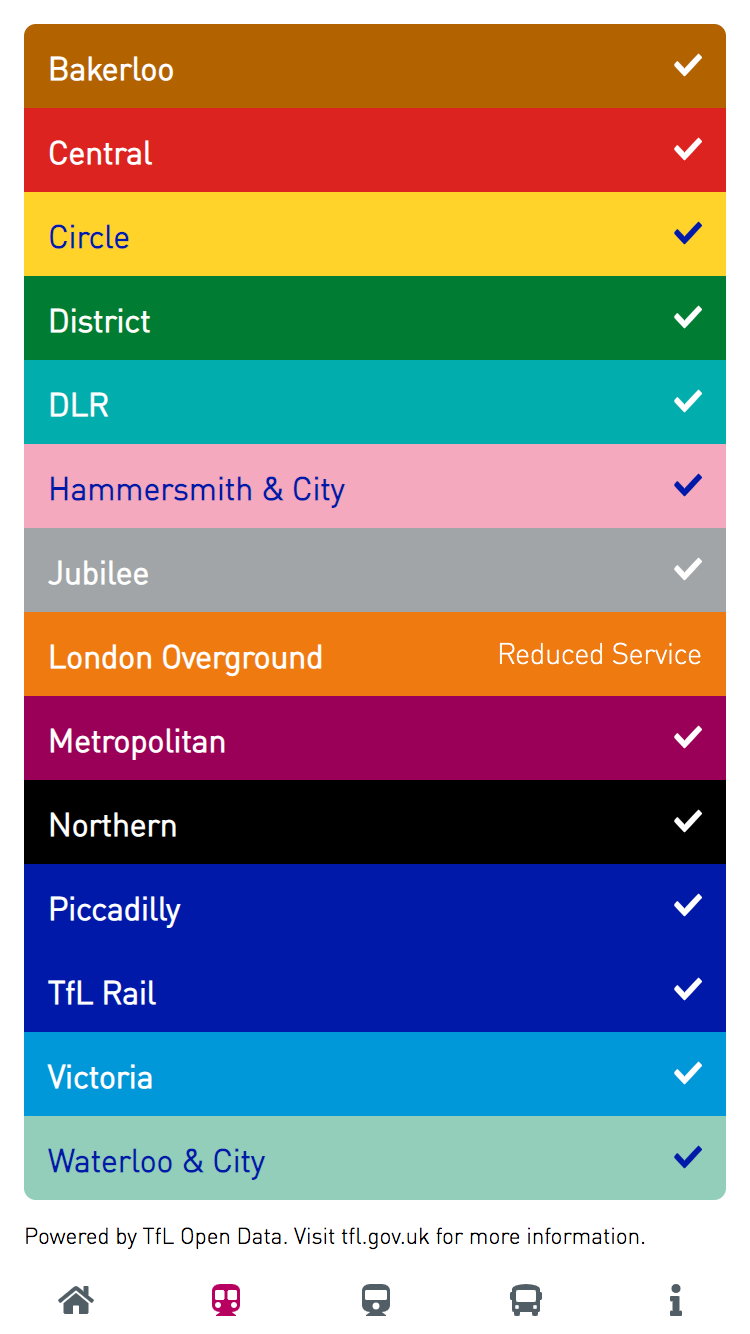 Bakerloo
Central
Circle
District
DLR
Hammersmith & City
Jubilee
London Overground Reduced Service
Metropolitan
Northern
Piccadilly
TfL Rail
Victoria
Waterloo & City
Powered by TfL Open Data. Visit tfl.gov.uk for more information.